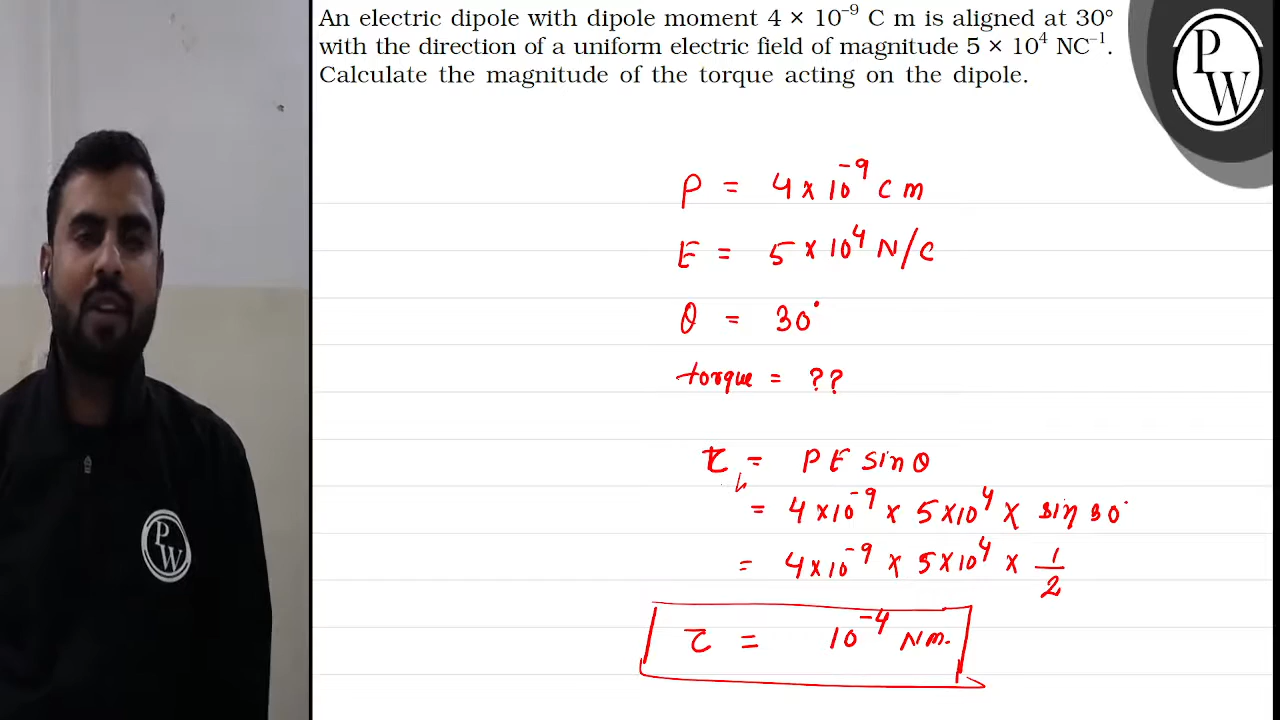 An electric dipole with dipole moment 4 × 10⁻⁹ C m is aligned at 30°
with the direction of a uniform electric field of magnitude 5 × 10⁴ NC⁻¹.
Calculate the magnitude of the torque acting on the dipole.
PW
P = 4 × 10⁻⁹ C m
E = 5 × 10⁴ N/C
θ = 30°
torque = ??
τ = P E sin θ
= 4 × 10⁻⁹ × 5 × 10⁴ × sin 30°
= 4 × 10⁻⁹ × 5 × 10⁴ × 1/2
τ = 10⁻⁴ Nm.
PW